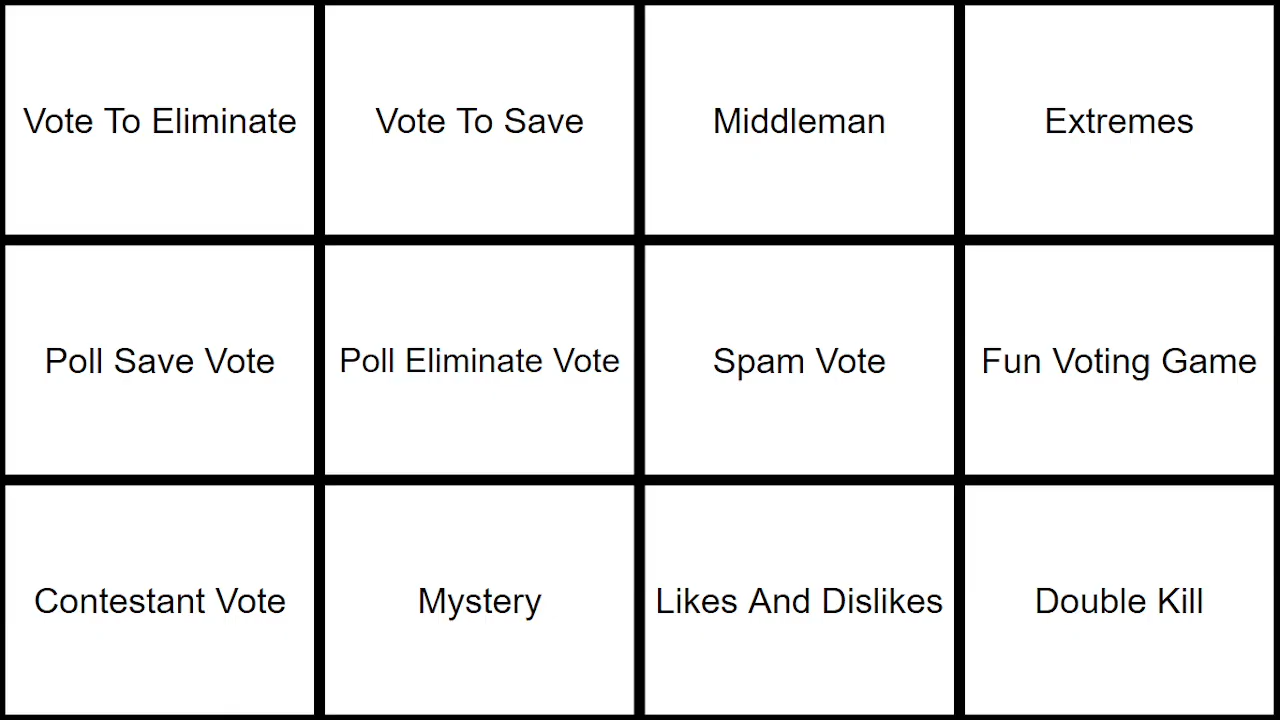 Vote To Eliminate
Vote To Save
Middleman
Extremes
Poll Save Vote
Poll Eliminate Vote
Spam Vote
Fun Voting Game
Contestant Vote
Mystery
Likes And Dislikes
Double Kill